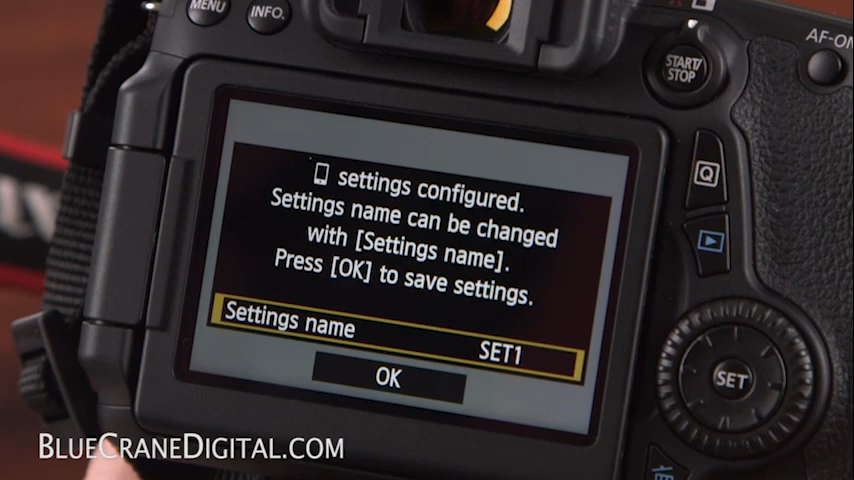 MENU
INFO.
START/
STOP
AF-ON
Q
settings configured.
Settings name can be changed
with [Settings name].
Press [OK] to save settings.
Settings name SET1
OK
SET
BLUECRANEDIGITAL.COM